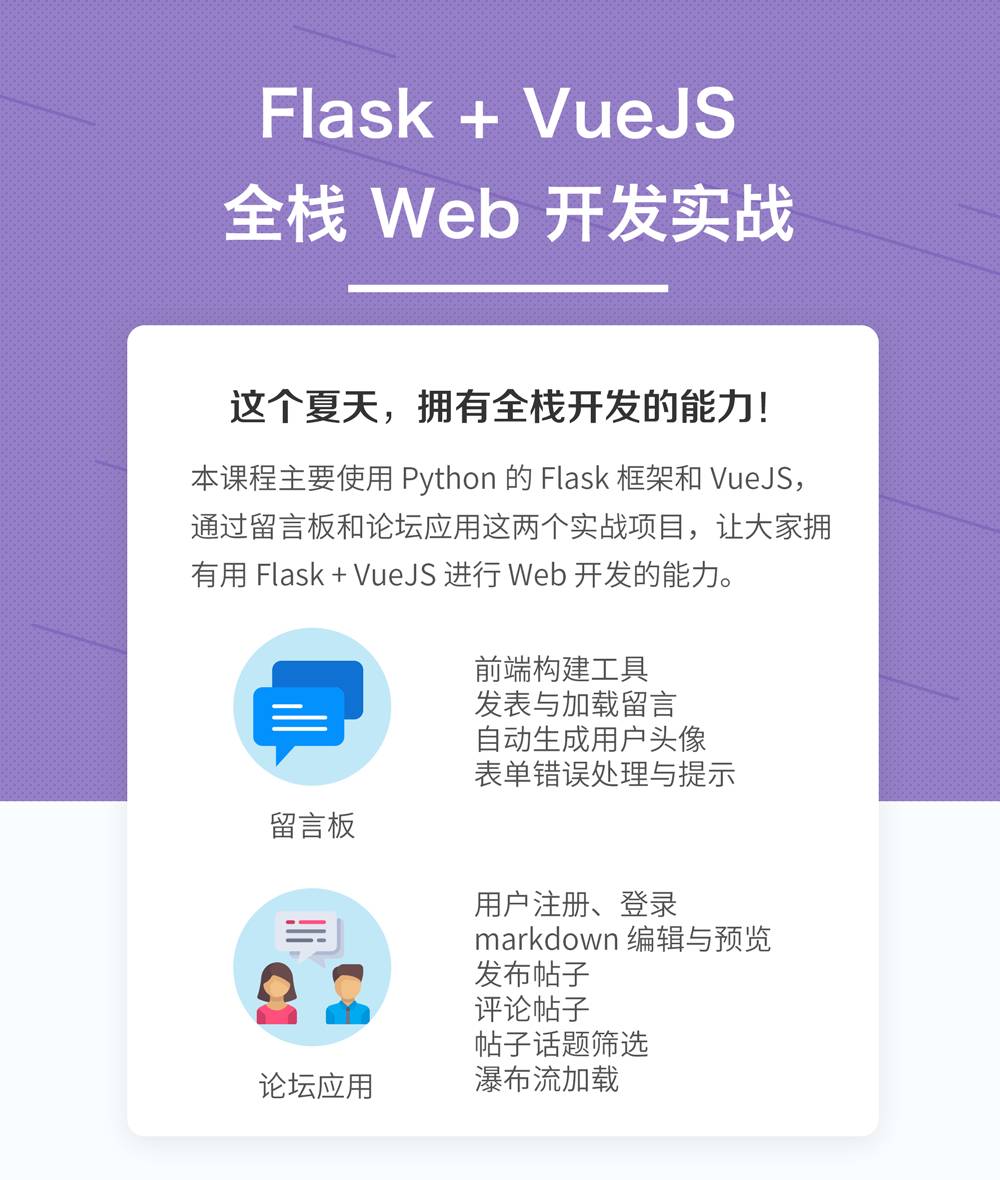 Flask + VueJS
全栈 Web 开发实战
这个夏天，拥有全栈开发的能力！
本课程主要使用 Python 的 Flask 框架和 VueJS，
通过留言板和论坛应用这两个实战项目，让大家拥
有用 Flask + VueJS 进行 Web 开发的能力。
前端构建工具
发表与加载留言
自动生成用户头像
表单错误处理与提示
留言板
用户注册、登录
markdown 编辑与预览
发布帖子
评论帖子
帖子话题筛选
瀑布流加载
论坛应用